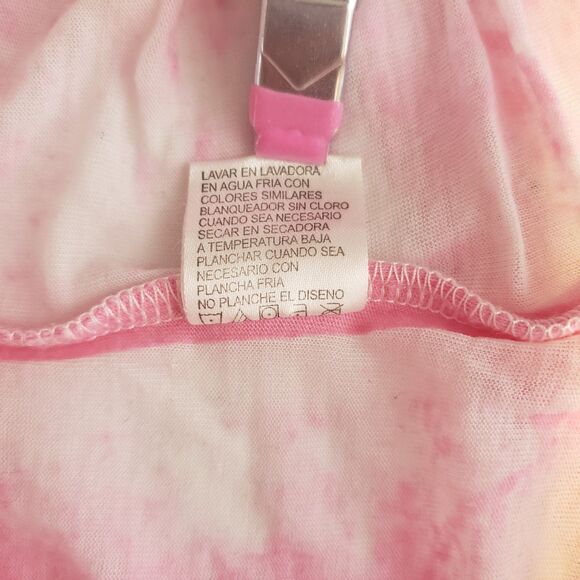 LAVAR EN LAVADORA
EN AGUA FRIA CON
COLORES SIMILARES
BLANQUEADOR SIN CLORO
CUANDO SEA NECESARIO
SECAR EN SECADORA
A TEMPERATURA BAJA
PLANCHAR CUANDO SEA
NECESARIO CON
PLANCHA FRIA
NO PLANCHE EL DISENO